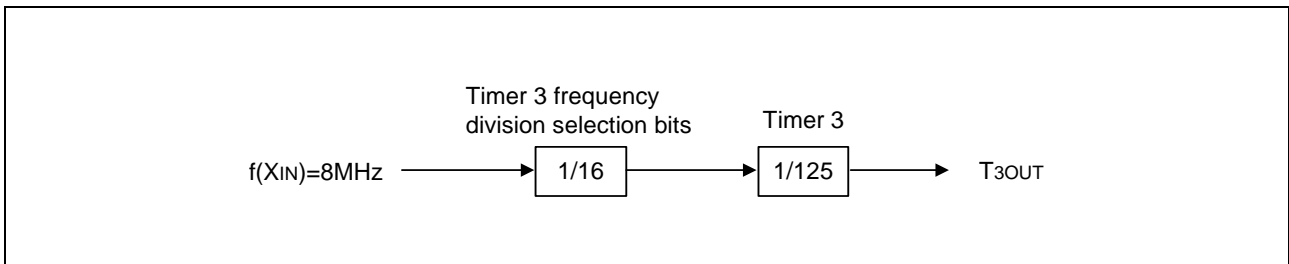 Timer 3 frequency
division selection bits
Timer 3
f(XIN)=8MHz
1/16
1/125
T3OUT